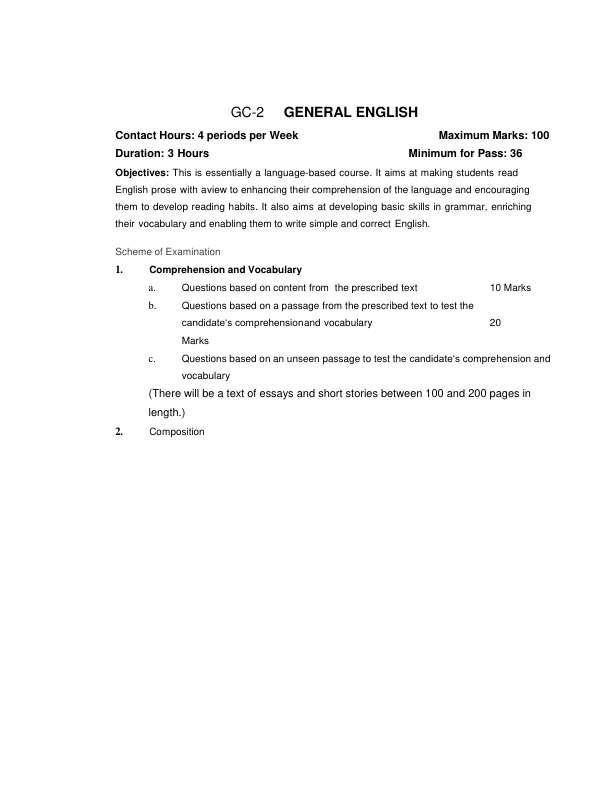 GC-2 GENERAL ENGLISH
Contact Hours: 4 periods per Week Maximum Marks: 100
Duration: 3 Hours Minimum for Pass: 36
Objectives: This is essentially a language-based course. It aims at making students read
English prose with aview to enhancing their comprehension of the language and encouraging
them to develop reading habits. It also aims at developing basic skills in grammar, enriching
their vocabulary and enabling them to write simple and correct English.
Scheme of Examination
1. Comprehension and Vocabulary
a. Questions based on content from the prescribed text 10 Marks
b. Questions based on a passage from the prescribed text to test the
candidate's comprehensionand vocabulary 20
Marks
c. Questions based on an unseen passage to test the candidate's comprehension and
vocabulary
(There will be a text of essays and short stories between 100 and 200 pages in
length.)
2. Composition